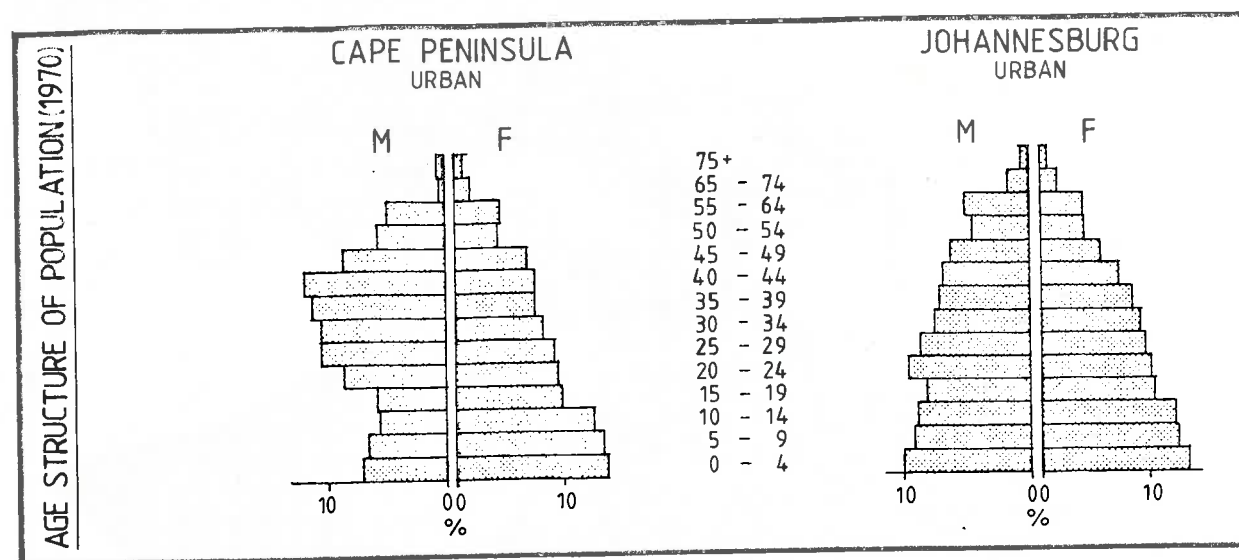 AGE STRUCTURE OF POPULATION (1970)
CAPE PENINSULA
URBAN
M F
10 0 0 10
%
75+
65 - 74
55 - 64
50 - 54
45 - 49
40 - 44
35 - 39
30 - 34
25 - 29
20 - 24
15 - 19
10 - 14
5 - 9
0 - 4
JOHANNESBURG
URBAN
M F
10 0 0 10
%